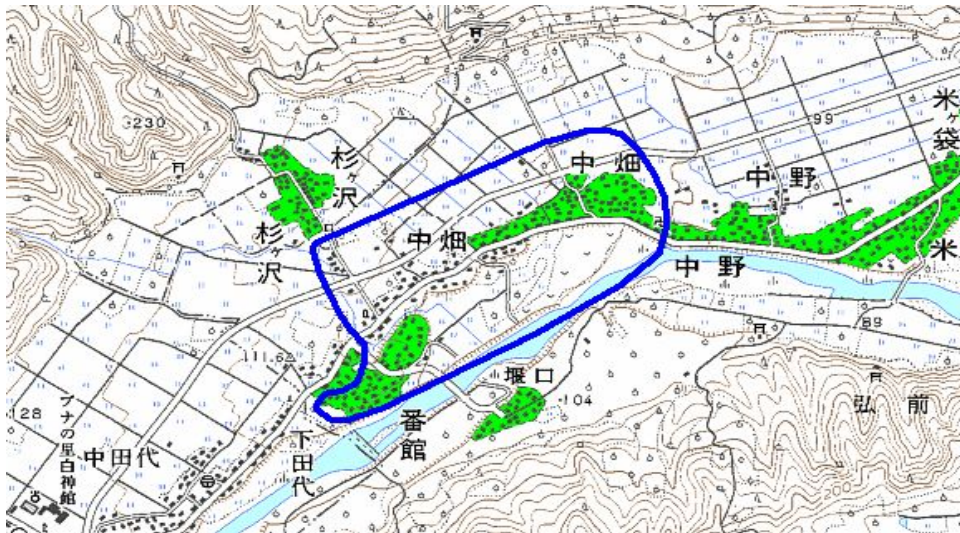 230
99
米ヶ袋
中畑
中野
杉ヶ沢
杉ヶ沢
中畑
中野
米
89
111.6
堰口
104
弘前
128
ブナの里白神館
中田代
下田代
番館